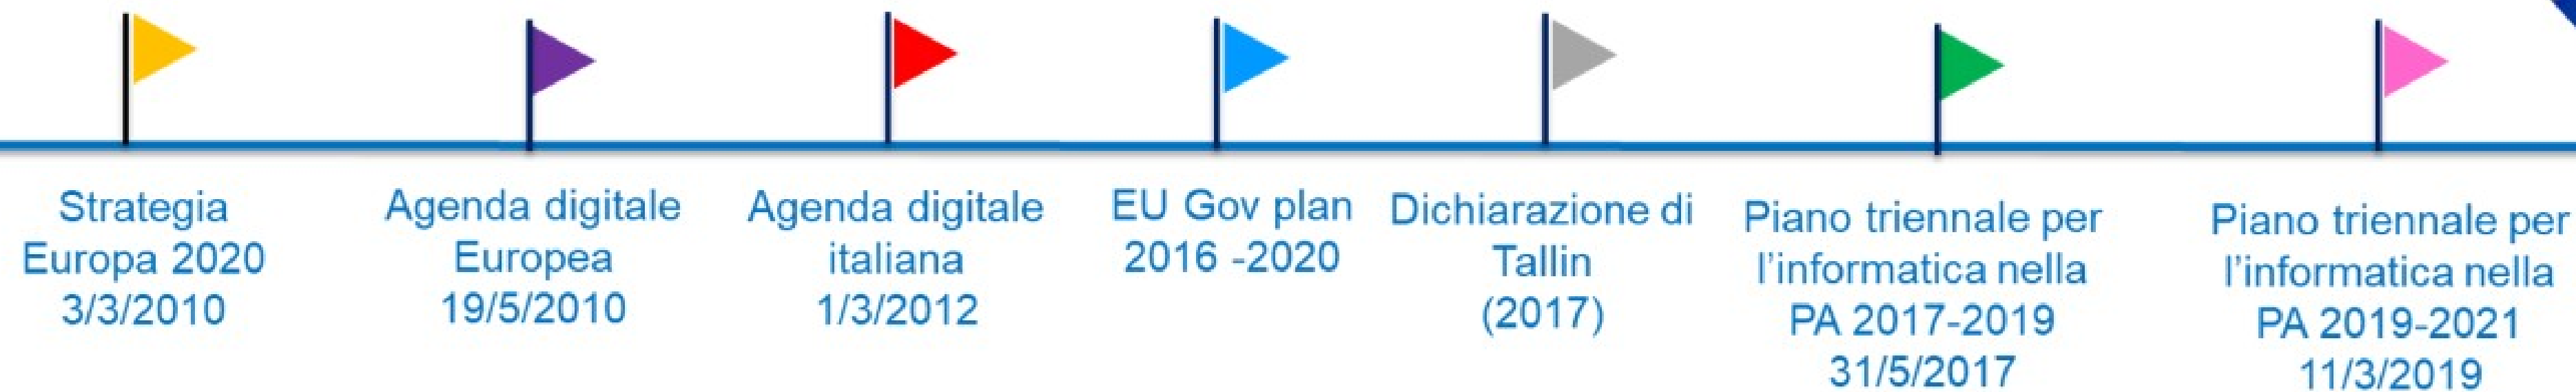 Strategia
Europa 2020
3/3/2010
Agenda digitale
Europea
19/5/2010
Agenda digitale
italiana
1/3/2012
EU Gov plan
2016 -2020
Dichiarazione di
Tallin
(2017)
Piano triennale per
l’informatica nella
PA 2017-2019
31/5/2017
Piano triennale per
l’informatica nella
PA 2019-2021
11/3/2019